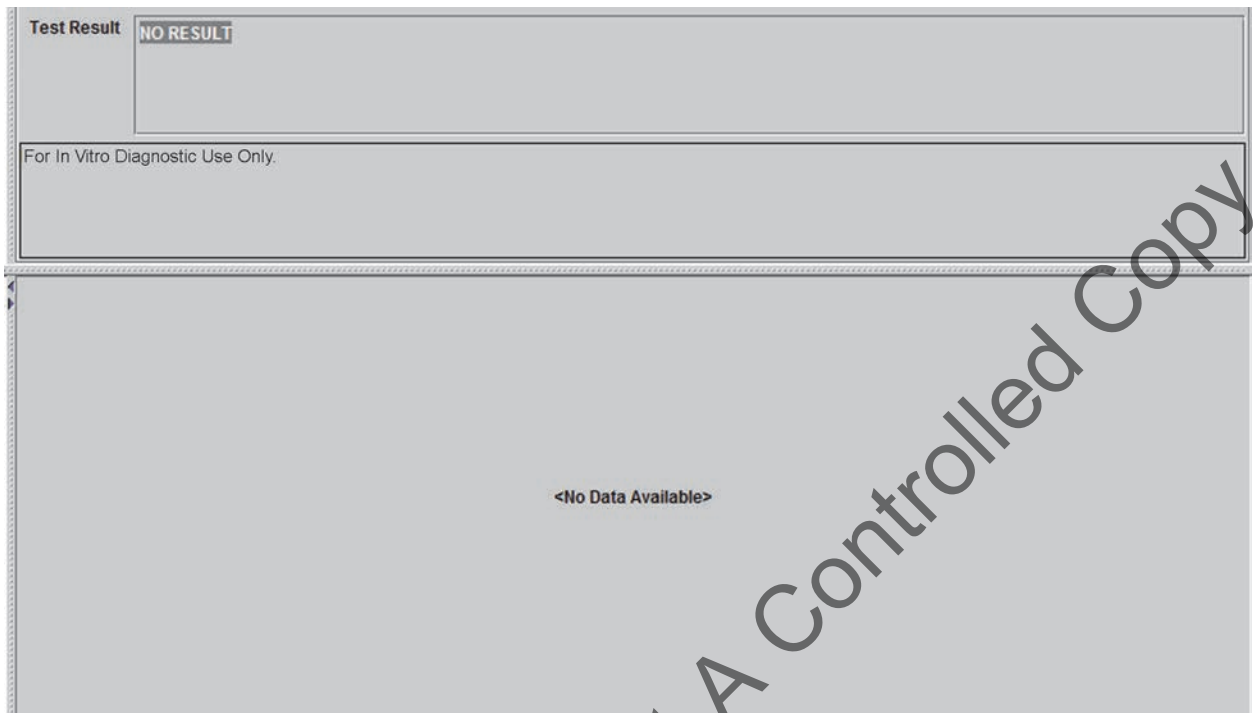 Test Result
NO RESULT
For In Vitro Diagnostic Use Only.
<No Data Available>
A Controlled Copy